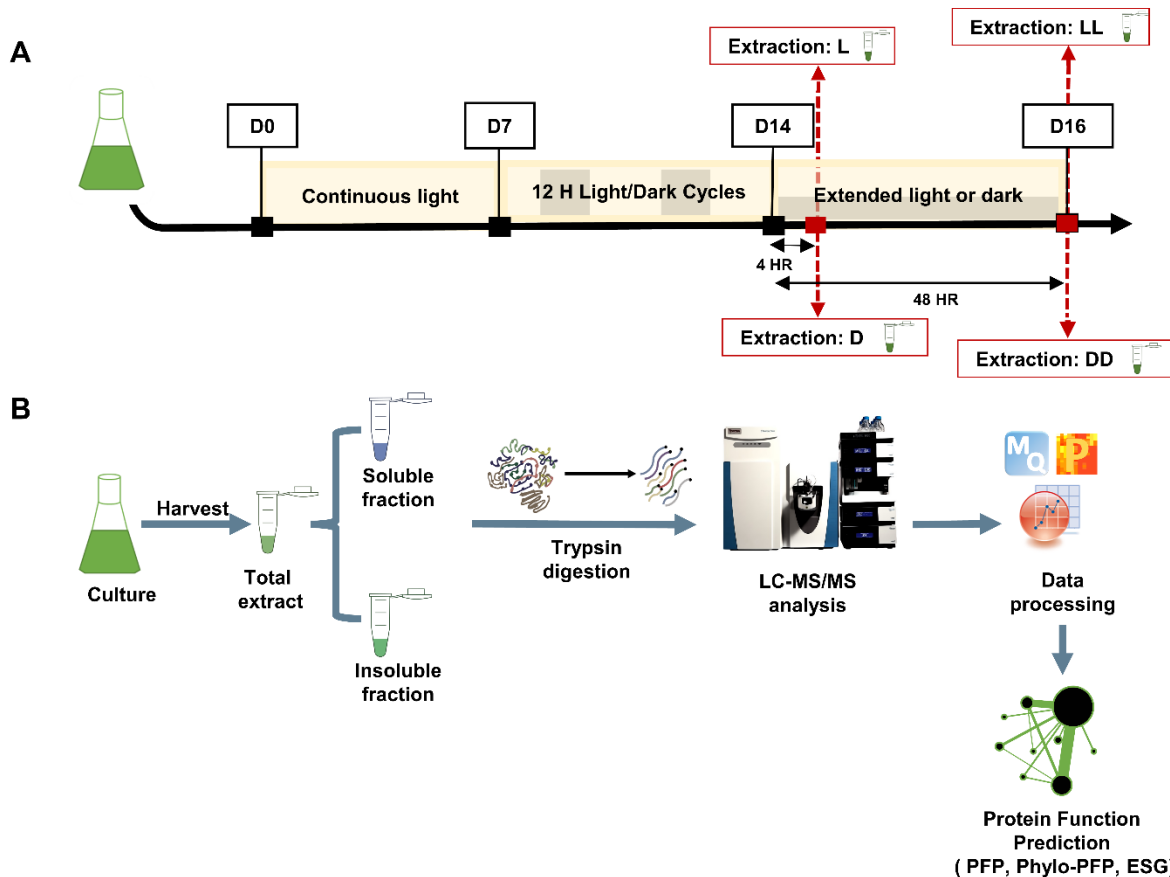 A
Extraction: L
Extraction: LL
D0
D7
D14
D16
Continuous light
12 H Light/Dark Cycles
Extended light or dark
4 HR
48 HR
Extraction: D
Extraction: DD
B
Culture
Harvest
Total
extract
Soluble
fraction
Insoluble
fraction
Trypsin
digestion
LC-MS/MS
analysis
MQ
P
Data
processing
Protein Function
Prediction
( PFP, Phylo-PFP, ESG)